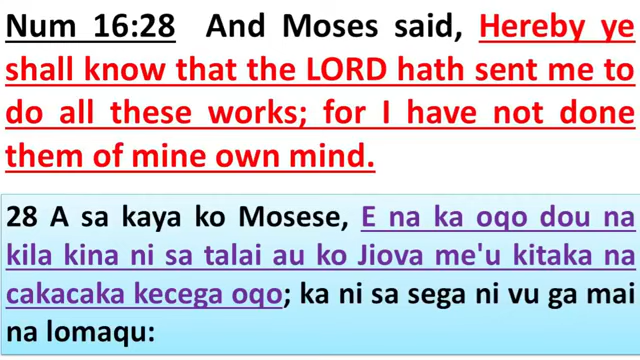 Num 16:28 And Moses said, Hereby ye
shall know that the LORD hath sent me to
do all these works; for I have not done
them of mine own mind.
28 A sa kaya ko Mosese, E na ka oqo dou na
kila kina ni sa talai au ko Jiova me'u kitaka na
cakacaka kecega oqo; ka ni sa sega ni vu ga mai
na lomaqu: